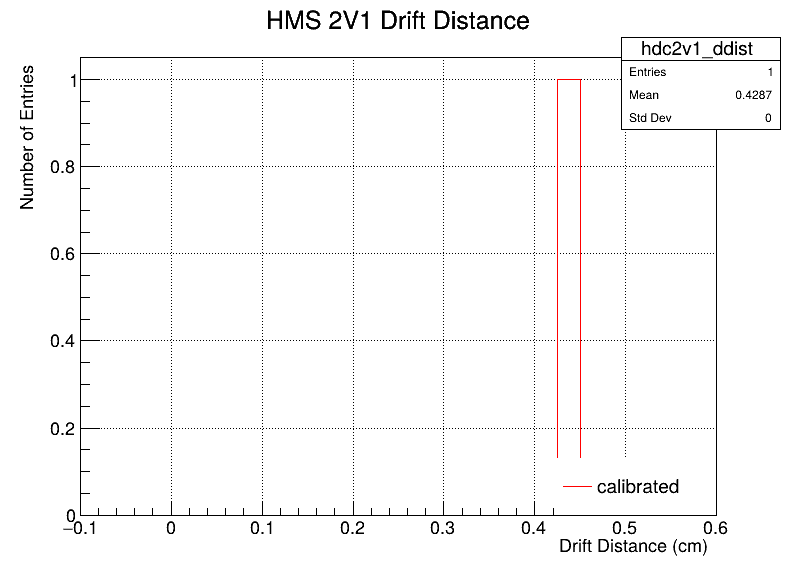 HMS 2V1 Drift Distance
hdc2v1_ddist
Entries 1
Mean 0.4287
Std Dev 0
Number of Entries
1
0.8
0.6
0.4
0.2
0
−0.1 0 0.1 0.2 0.3 0.4 0.5 0.6
calibrated
Drift Distance (cm)